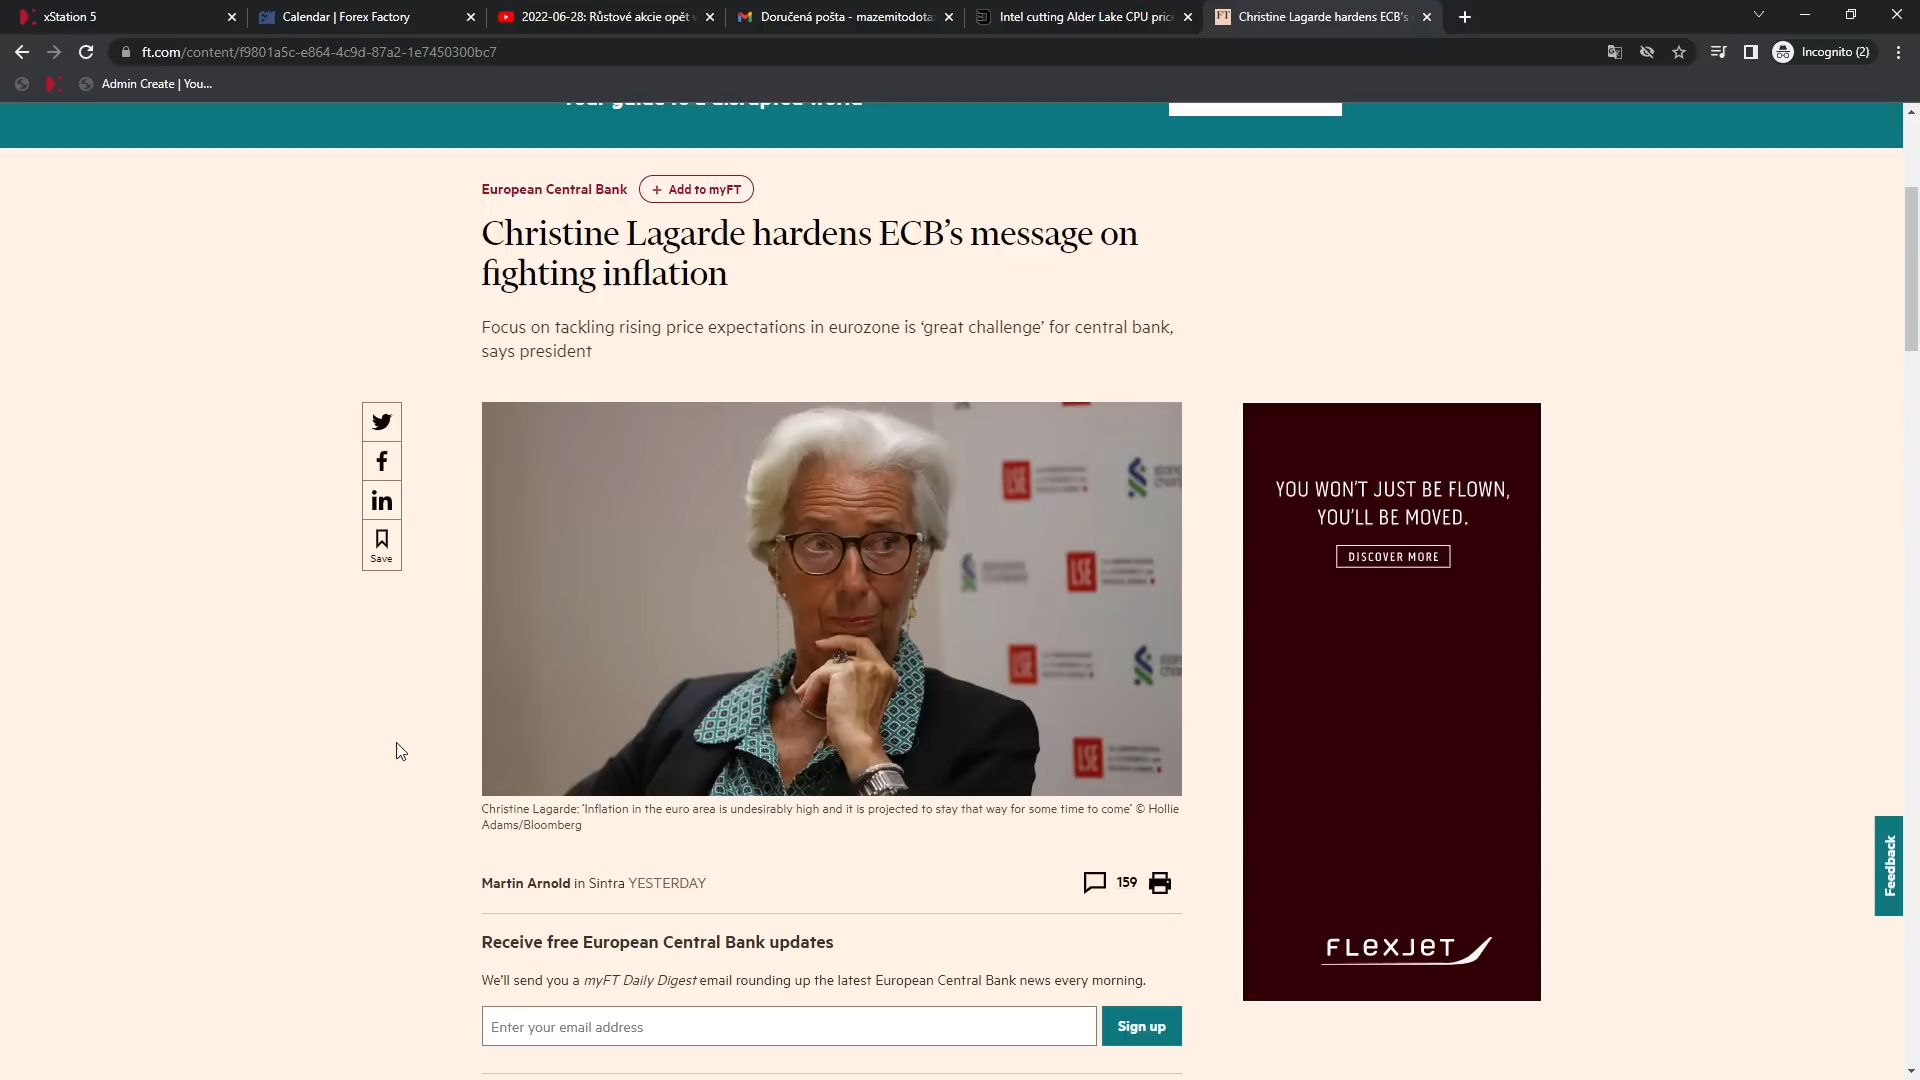 xStation 5
Calendar | Forex Factory
2022-06-28: Růstové akcie opět
Doručená pošta - mazemitodota
Intel cutting Alder Lake CPU pric
FT
Christine Lagarde hardens ECB's
ft.com/content/f9801a5c-e864-4c9d-87a2-1e7450300bc7
Incognito (2)
Admin Create | You...
Your guide to a disrupted world
European Central Bank
+ Add to myFT
Christine Lagarde hardens ECB’s message on
fighting inflation
Focus on tackling rising price expectations in eurozone is ‘great challenge’ for central bank,
says president
Save
LSE
Christine Lagarde: ‘Inflation in the euro area is undesirably high and it is projected to stay that way for some time to come’ © Hollie
Adams/Bloomberg
Martin Arnold in Sintra YESTERDAY
159
Receive free European Central Bank updates
We’ll send you a myFT Daily Digest email rounding up the latest European Central Bank news every morning.
Enter your email address
Sign up
YOU WON’T JUST BE FLOWN,
YOU’LL BE MOVED.
DISCOVER MORE
FLEXJET
Feedback